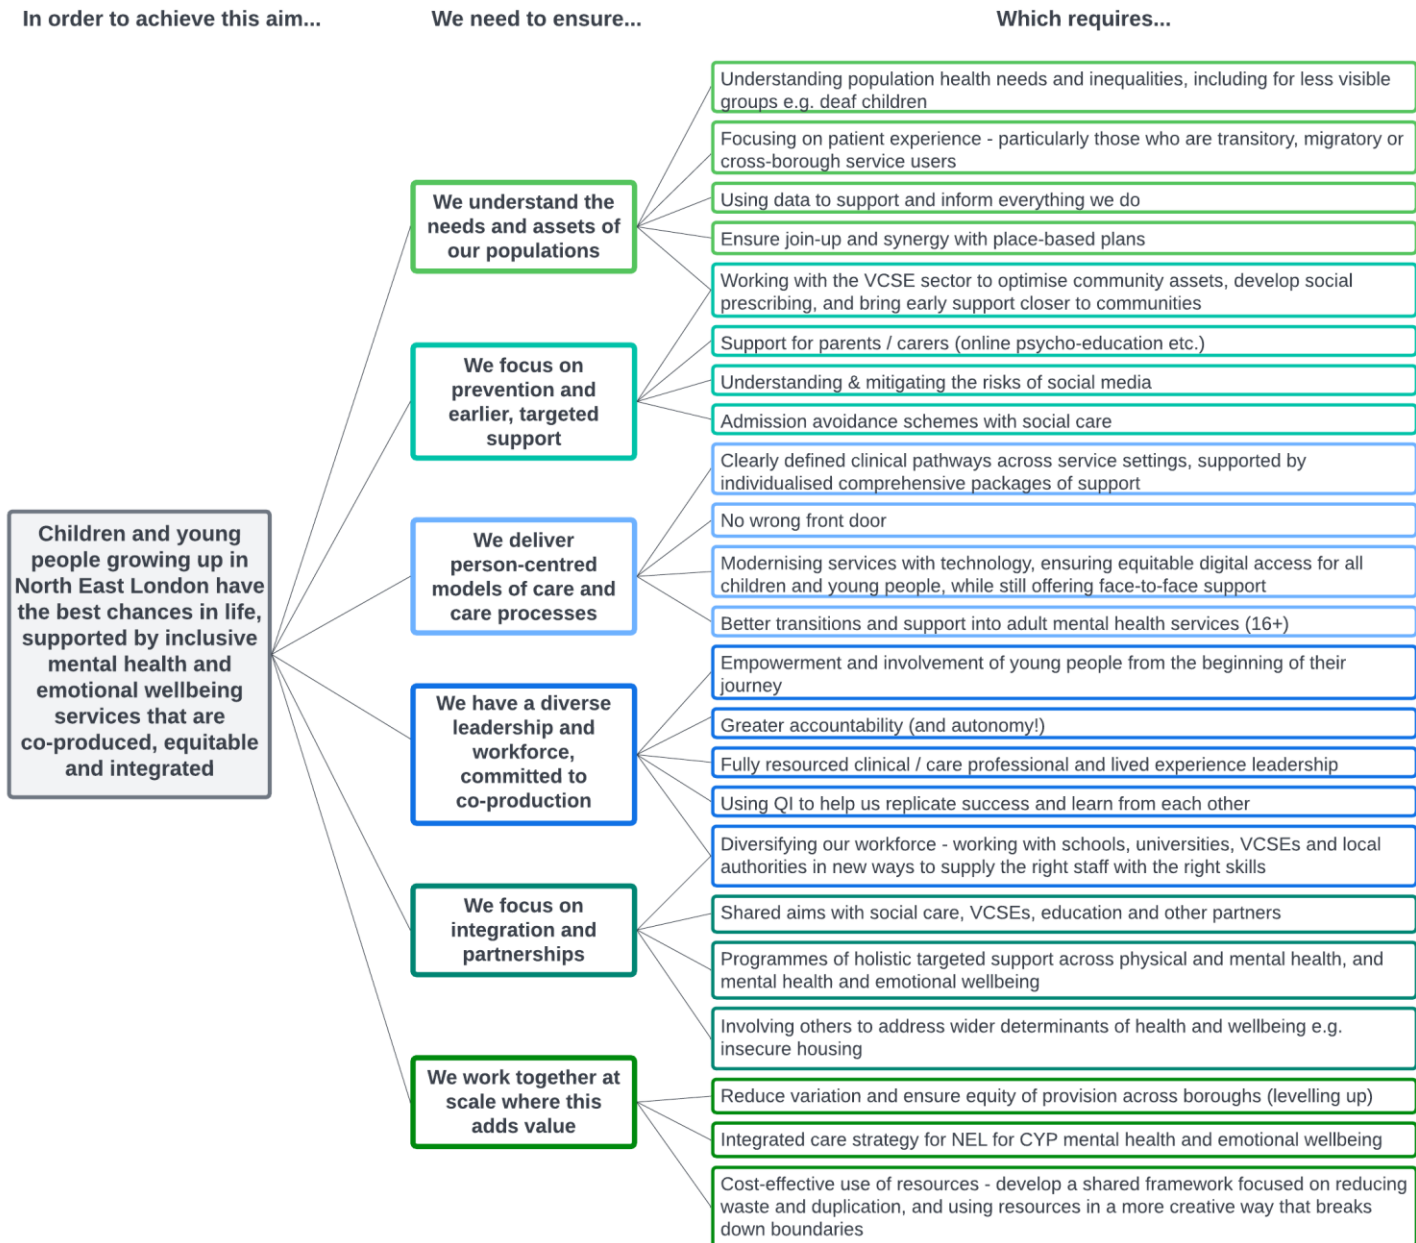 In order to achieve this aim...
We need to ensure...
Which requires...
Children and young
people growing up in
North East London have
the best chances in life,
supported by inclusive
mental health and
emotional wellbeing
services that are
co-produced, equitable
and integrated
We understand the
needs and assets of
our populations
We focus on
prevention and
earlier, targeted
support
We deliver
person-centred
models of care and
care processes
We have a diverse
leadership and
workforce,
committed to
co-production
We focus on
integration and
partnerships
We work together at
scale where this
adds value
Understanding population health needs and inequalities, including for less visible
groups e.g. deaf children
Focusing on patient experience - particularly those who are transitory, migratory or
cross-borough service users
Using data to support and inform everything we do
Ensure join-up and synergy with place-based plans
Working with the VCSE sector to optimise community assets, develop social
prescribing, and bring early support closer to communities
Support for parents / carers (online psycho-education etc.)
Understanding & mitigating the risks of social media
Admission avoidance schemes with social care
Clearly defined clinical pathways across service settings, supported by
individualised comprehensive packages of support
No wrong front door
Modernising services with technology, ensuring equitable digital access for all
children and young people, while still offering face-to-face support
Better transitions and support into adult mental health services (16+)
Empowerment and involvement of young people from the beginning of their
journey
Greater accountability (and autonomy!)
Fully resourced clinical / care professional and lived experience leadership
Using QI to help us replicate success and learn from each other
Diversifying our workforce - working with schools, universities, VCSEs and local
authorities in new ways to supply the right staff with the right skills
Shared aims with social care, VCSEs, education and other partners
Programmes of holistic targeted support across physical and mental health, and
mental health and emotional wellbeing
Involving others to address wider determinants of health and wellbeing e.g.
insecure housing
Reduce variation and ensure equity of provision across boroughs (levelling up)
Integrated care strategy for NEL for CYP mental health and emotional wellbeing
Cost-effective use of resources - develop a shared framework focused on reducing
waste and duplication, and using resources in a more creative way that breaks
down boundaries